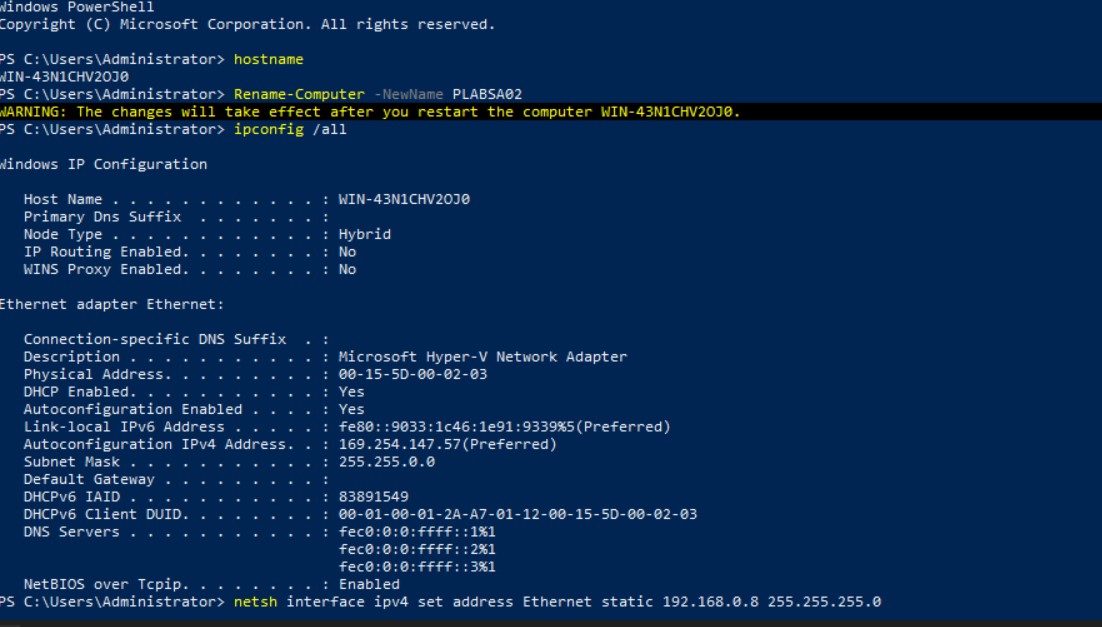 Windows PowerShell
Copyright (C) Microsoft Corporation. All rights reserved.
PS C:\Users\Administrator> hostname
WIN-43N1CHV2OJ0
PS C:\Users\Administrator> Rename-Computer -NewName PLABSA02
WARNING: The changes will take effect after you restart the computer WIN-43N1CHV2OJ0.
PS C:\Users\Administrator> ipconfig /all
Windows IP Configuration
Host Name . . . . . . . . . . . . : WIN-43N1CHV2OJ0
Primary Dns Suffix  . . . . . . . :
Node Type . . . . . . . . . . . . : Hybrid
IP Routing Enabled. . . . . . . . : No
WINS Proxy Enabled. . . . . . . . : No
Ethernet adapter Ethernet:
Connection-specific DNS Suffix  . :
Description . . . . . . . . . . . : Microsoft Hyper-V Network Adapter
Physical Address. . . . . . . . . : 00-15-5D-00-02-03
DHCP Enabled. . . . . . . . . . . : Yes
Autoconfiguration Enabled . . . . : Yes
Link-local IPv6 Address . . . . . : fe80::9033:1c46:1e91:9339%5(Preferred)
Autoconfiguration IPv4 Address. . : 169.254.147.57(Preferred)
Subnet Mask . . . . . . . . . . . : 255.255.0.0
Default Gateway . . . . . . . . . :
DHCPv6 IAID . . . . . . . . . . . : 83891549
DHCPv6 Client DUID. . . . . . . . : 00-01-00-01-2A-A7-01-12-00-15-5D-00-02-03
DNS Servers . . . . . . . . . . . : fec0:0:0:ffff::1%1
fec0:0:0:ffff::2%1
fec0:0:0:ffff::3%1
NetBIOS over Tcpip. . . . . . . . : Enabled
PS C:\Users\Administrator> netsh interface ipv4 set address Ethernet static 192.168.0.8 255.255.255.0